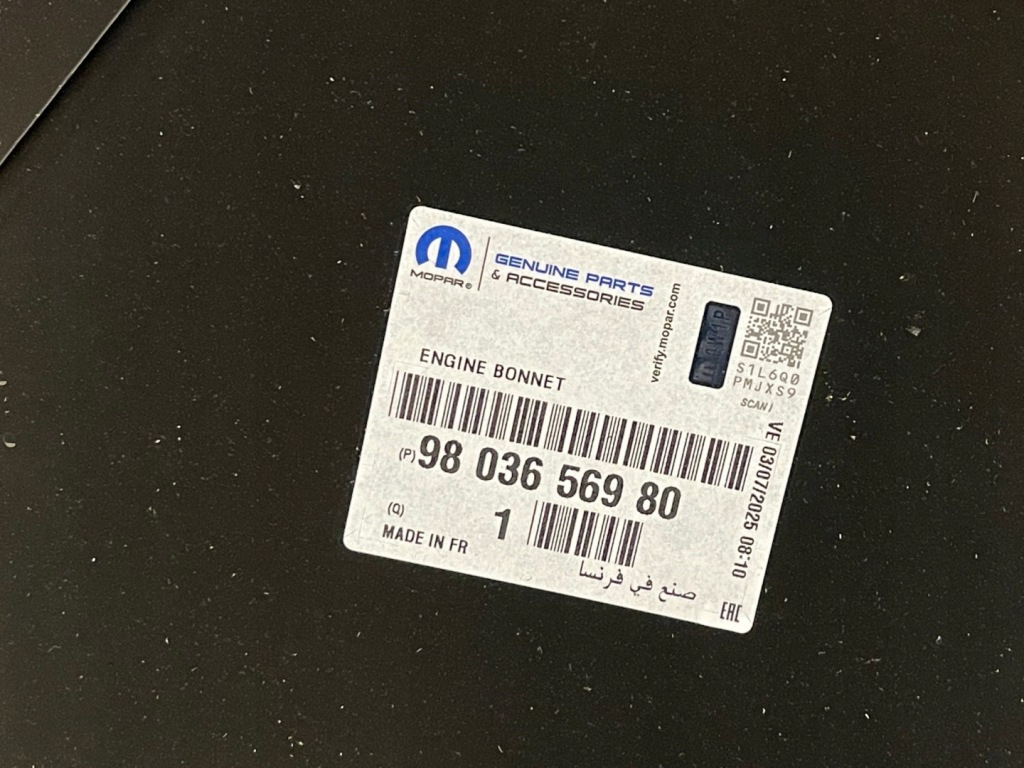 MOPAR®
GENUINE PARTS
& ACCESSORIES
verify.mopar.com
S1L6Q0
PMJXS9
SCAN
ENGINE BONNET
(P) 98 036 569 80
(Q) 1
MADE IN FR
صنع في فرنسا
VE 03/07/2025 08:10
EAC